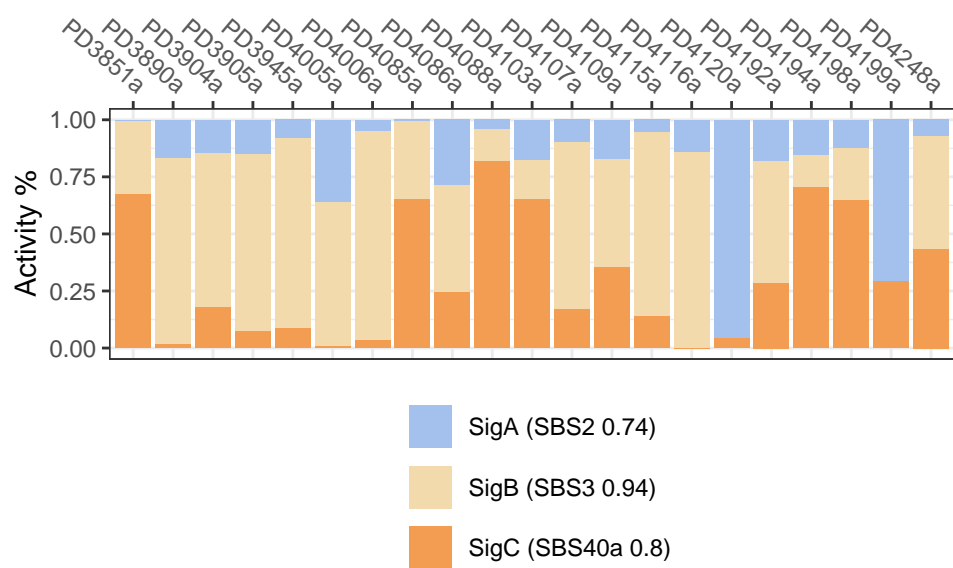 PD3851a
PD3890a
PD3904a
PD3905a
PD3945a
PD4005a
PD4006a
PD4085a
PD4086a
PD4088a
PD4103a
PD4107a
PD4109a
PD4115a
PD4116a
PD4120a
PD4192a
PD4194a
PD4198a
PD4199a
PD4248a
1.00
0.75
0.50
0.25
0.00
Activity %
SigA (SBS2 0.74)
SigB (SBS3 0.94)
SigC (SBS40a 0.8)